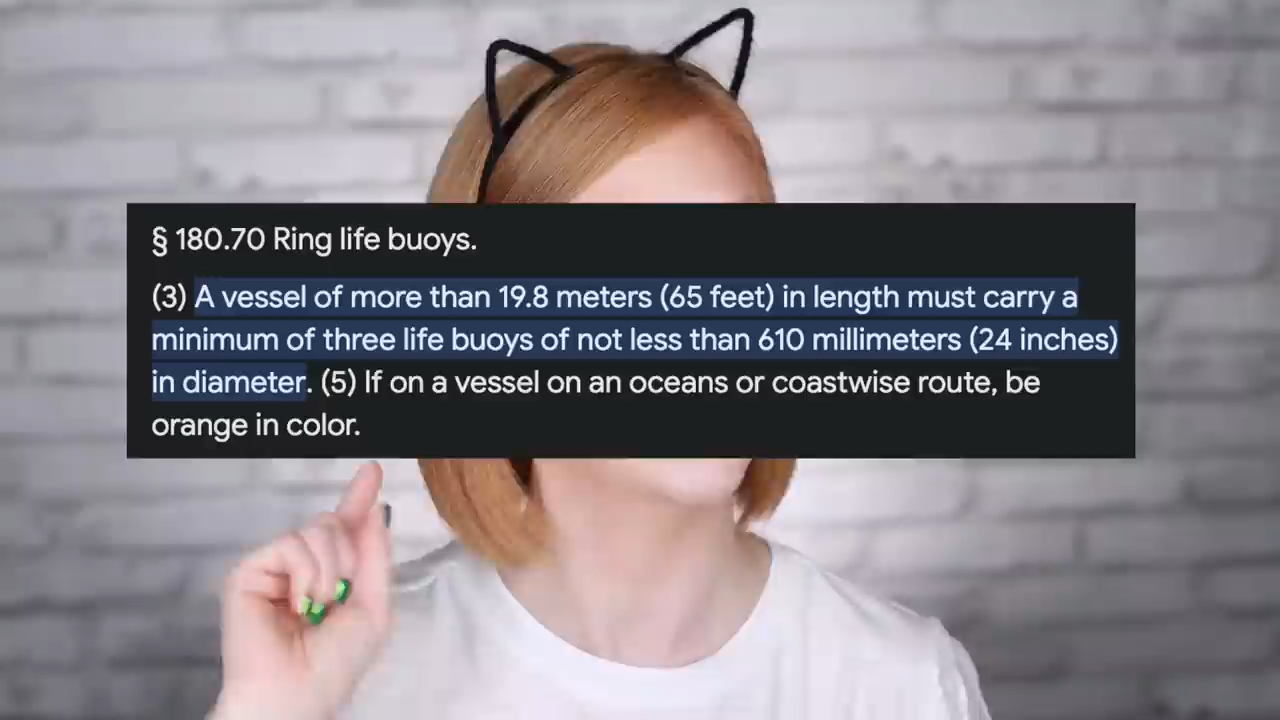 § 180.70 Ring life buoys.
(3) A vessel of more than 19.8 meters (65 feet) in length must carry a
minimum of three life buoys of not less than 610 millimeters (24 inches)
in diameter. (5) If on a vessel on an oceans or coastwise route, be
orange in color.